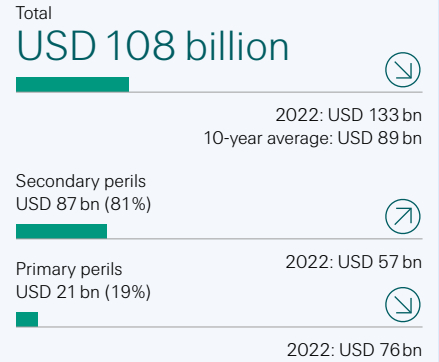 Total
USD 108 billion
2022: USD 133 bn
10-year average: USD 89 bn
Secondary perils
USD 87 bn (81%)
2022: USD 57 bn
Primary perils
USD 21 bn (19%)
2022: USD 76 bn